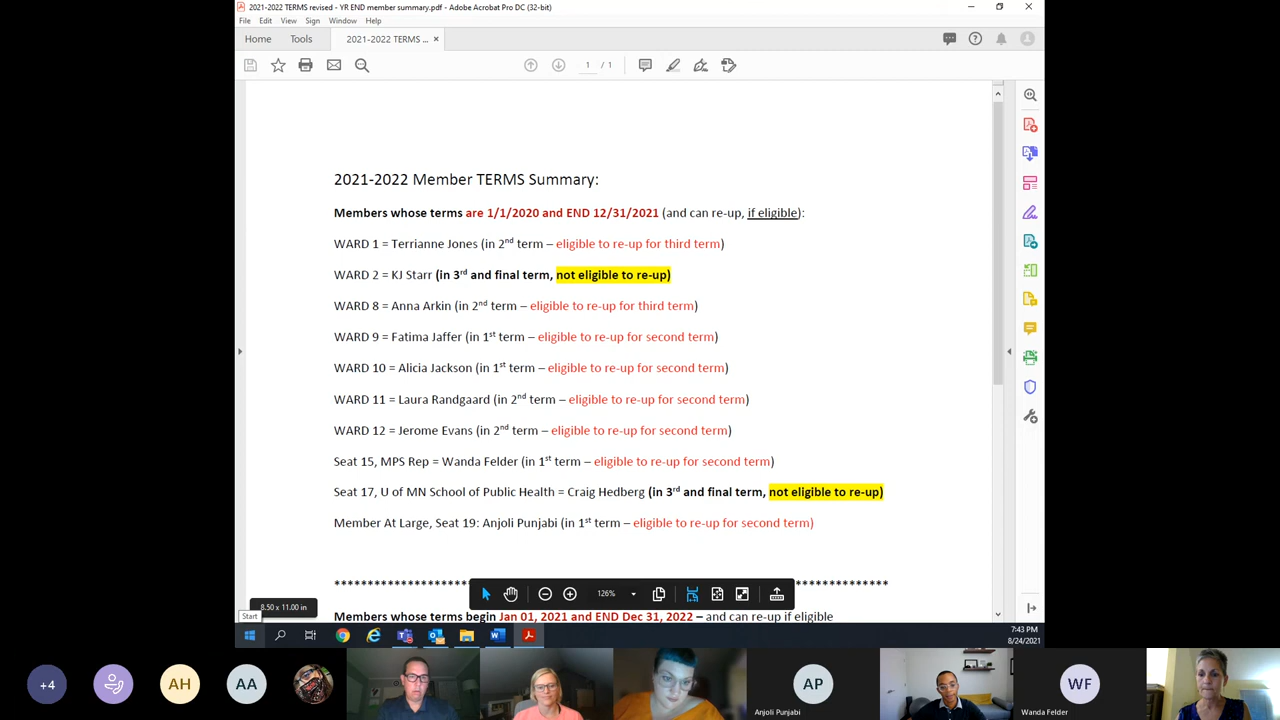 2021-2022 TERMS revised - YR END member summary.pdf - Adobe Acrobat Pro DC (32-bit)
File Edit View Sign Window Help
Home Tools 2021-2022 TERMS ... ×
1 / 1
2021-2022 Member TERMS Summary:
Members whose terms are 1/1/2020 and END 12/31/2021 (and can re-up, if eligible):
WARD 1 = Terrianne Jones (in 2nd term – eligible to re-up for third term)
WARD 2 = KJ Starr (in 3rd and final term, not eligible to re-up)
WARD 8 = Anna Arkin (in 2nd term – eligible to re-up for third term)
WARD 9 = Fatima Jaffer (in 1st term – eligible to re-up for second term)
WARD 10 = Alicia Jackson (in 1st term – eligible to re-up for second term)
WARD 11 = Laura Randgaard (in 2nd term – eligible to re-up for second term)
WARD 12 = Jerome Evans (in 2nd term – eligible to re-up for second term)
Seat 15, MPS Rep = Wanda Felder (in 1st term – eligible to re-up for second term)
Seat 17, U of MN School of Public Health = Craig Hedberg (in 3rd and final term, not eligible to re-up)
Member At Large, Seat 19: Anjoli Punjabi (in 1st term – eligible to re-up for second term)
********************* **************
126%
8.50 x 11.00 in
Start
Members whose terms begin Jan 01, 2021 and END Dec 31, 2022 – and can re-up if eligible
7:43 PM
8/24/2021
+4 AH AA AP WF
Anjoli Punjabi Wanda Felder